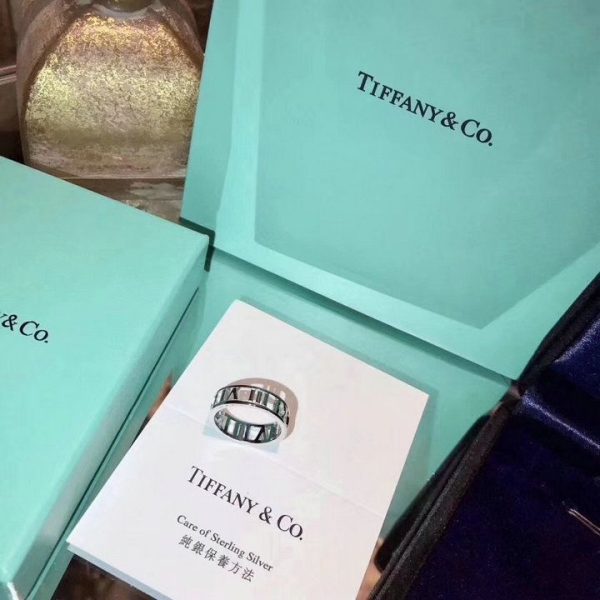 TIFFANY & CO.
& CO.
TIFFANY & CO.
Care of Sterling Silver
純銀保養方法